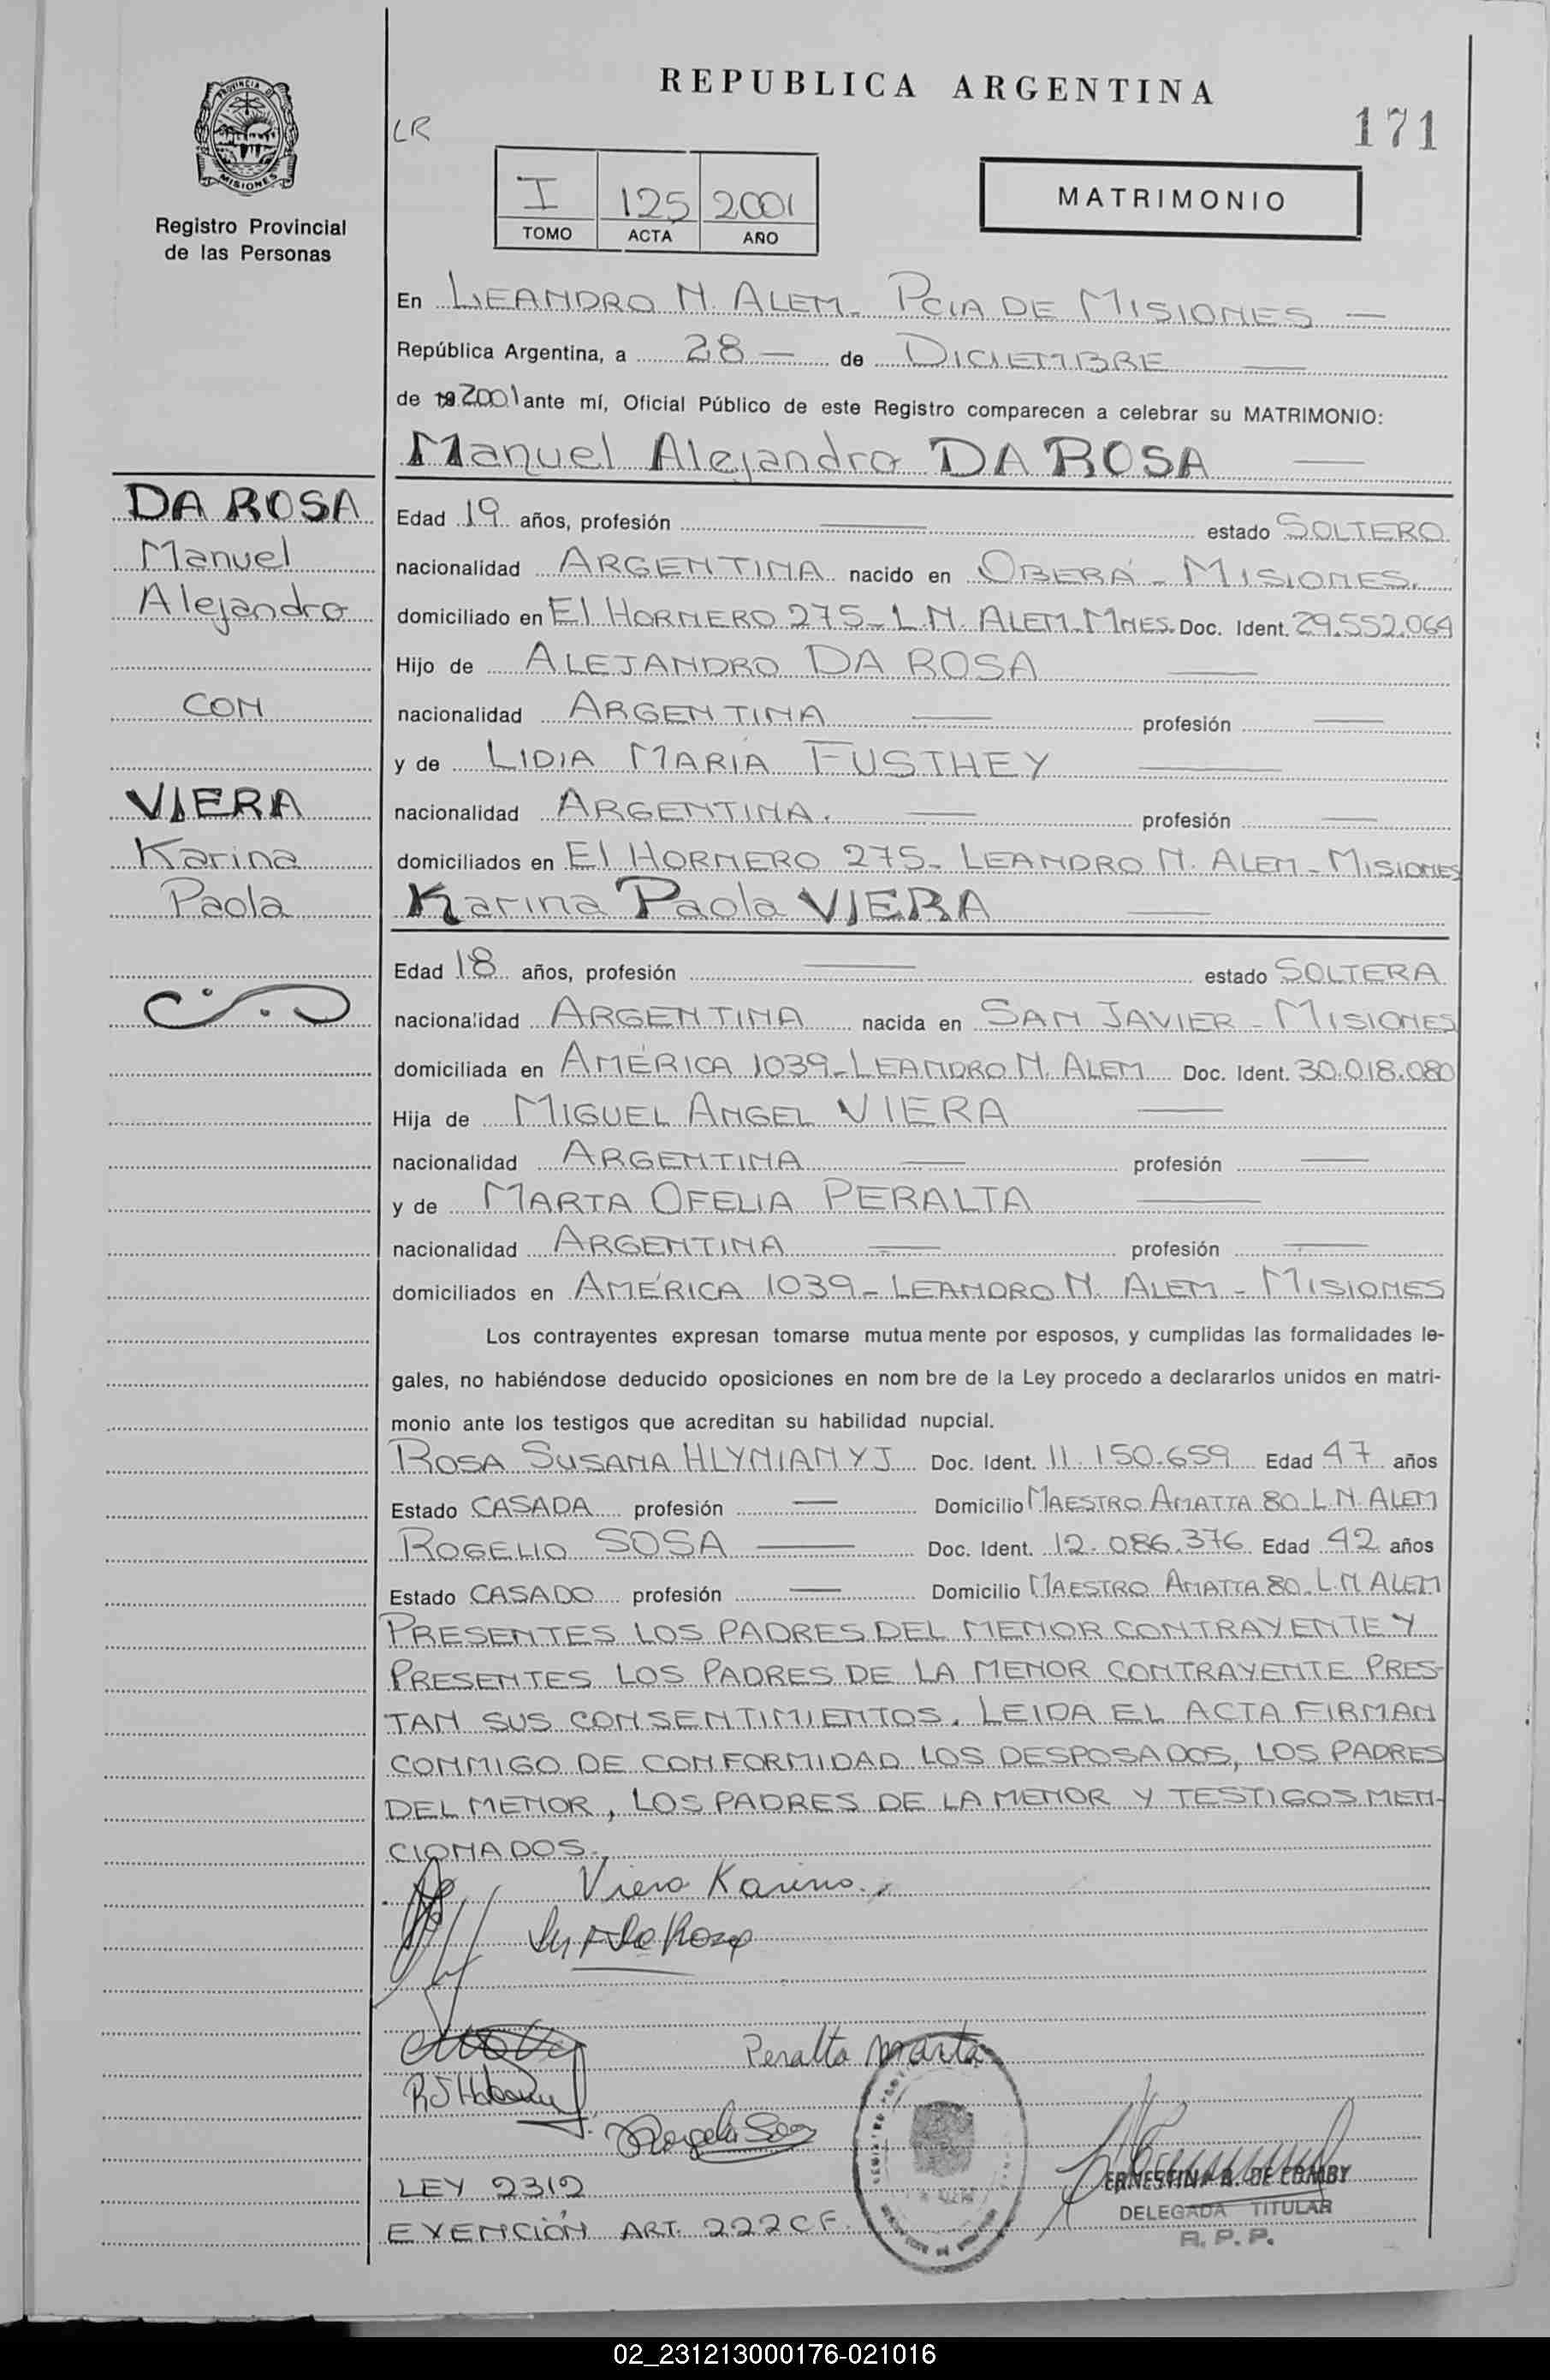 REPUBLICA ARGENTINA
171
LR
PROVINCIA DE
MISIONES
Registro Provincial
de las Personas
I 125 2001
TOMO ACTA AÑO
MATRIMONIO
En LEANDRO N. ALEM - PCIA DE MISIONES —
República Argentina, a 28 — de DICIEMBRE —
de 19 2001 ante mí, Oficial Público de este Registro comparecen a celebrar su MATRIMONIO:
Manuel Alejandro DA ROSA —
DA ROSA
Manuel
Alejandro
CON
VIERA
Karina
Paola
Edad 19 años, profesión — estado SOLTERO
nacionalidad ARGENTINA nacido en OBERÁ - MISIONES.
domiciliado en El HORNERO 275 - L.N. ALEM - MNES. Doc. Ident. 29.552.064
Hijo de ALEJANDRO DA ROSA —
nacionalidad ARGENTINA — profesión —
y de LIDIA MARIA FUSTHEY —
nacionalidad ARGENTINA. — profesión —
domiciliados en El HORNERO 275 - LEANDRO N. ALEM - MISIONES
Karina Paola VIERA —
Edad 18 años, profesión — estado SOLTERA
nacionalidad ARGENTINA nacida en SAN JAVIER - MISIONES
domiciliada en AMÉRICA 1039 - LEANDRO N. ALEM Doc. Ident. 30.018.080
Hija de MIGUEL ANGEL VIERA —
nacionalidad ARGENTINA — profesión —
y de MARTA OFELIA PERALTA —
nacionalidad ARGENTINA — profesión —
domiciliados en AMÉRICA 1039 - LEANDRO N. ALEM - MISIONES
Los contrayentes expresan tomarse mutua mente por esposos, y cumplidas las formalidades le-
gales, no habiéndose deducido oposiciones en nom bre de la Ley procedo a declararlos unidos en matri-
monio ante los testigos que acreditan su habilidad nupcial.
ROSA SUSANA HLYNIANYJ Doc. Ident. 11.150.659 Edad 47 años
Estado CASADA profesión — Domicilio MAESTRO AMATTA 80 - L.N. ALEM
ROGELIO SOSA — Doc. Ident. 12.086.376 Edad 42 años
Estado CASADO profesión — Domicilio MAESTRO AMATTA 80 - L.N ALEM
PRESENTES LOS PADRES DEL MENOR CONTRAYENTE Y
PRESENTES LOS PADRES DE LA MENOR CONTRAYENTE PRES-
TAN SUS CONSENTIMIENTOS. LEIDA EL ACTA FIRMAN
CONMIGO DE CONFORMIDAD LOS DESPOSADOS, LOS PADRES
DEL MENOR, LOS PADRES DE LA MENOR Y TESTIGOS MEN-
CIONADOS.
Viera Karina
Peralta Marta
LEY 2312
EXENCIÓN ART. 222 C F.
DELEGADA TITULAR
R. P. P.
02_231213000176-021016